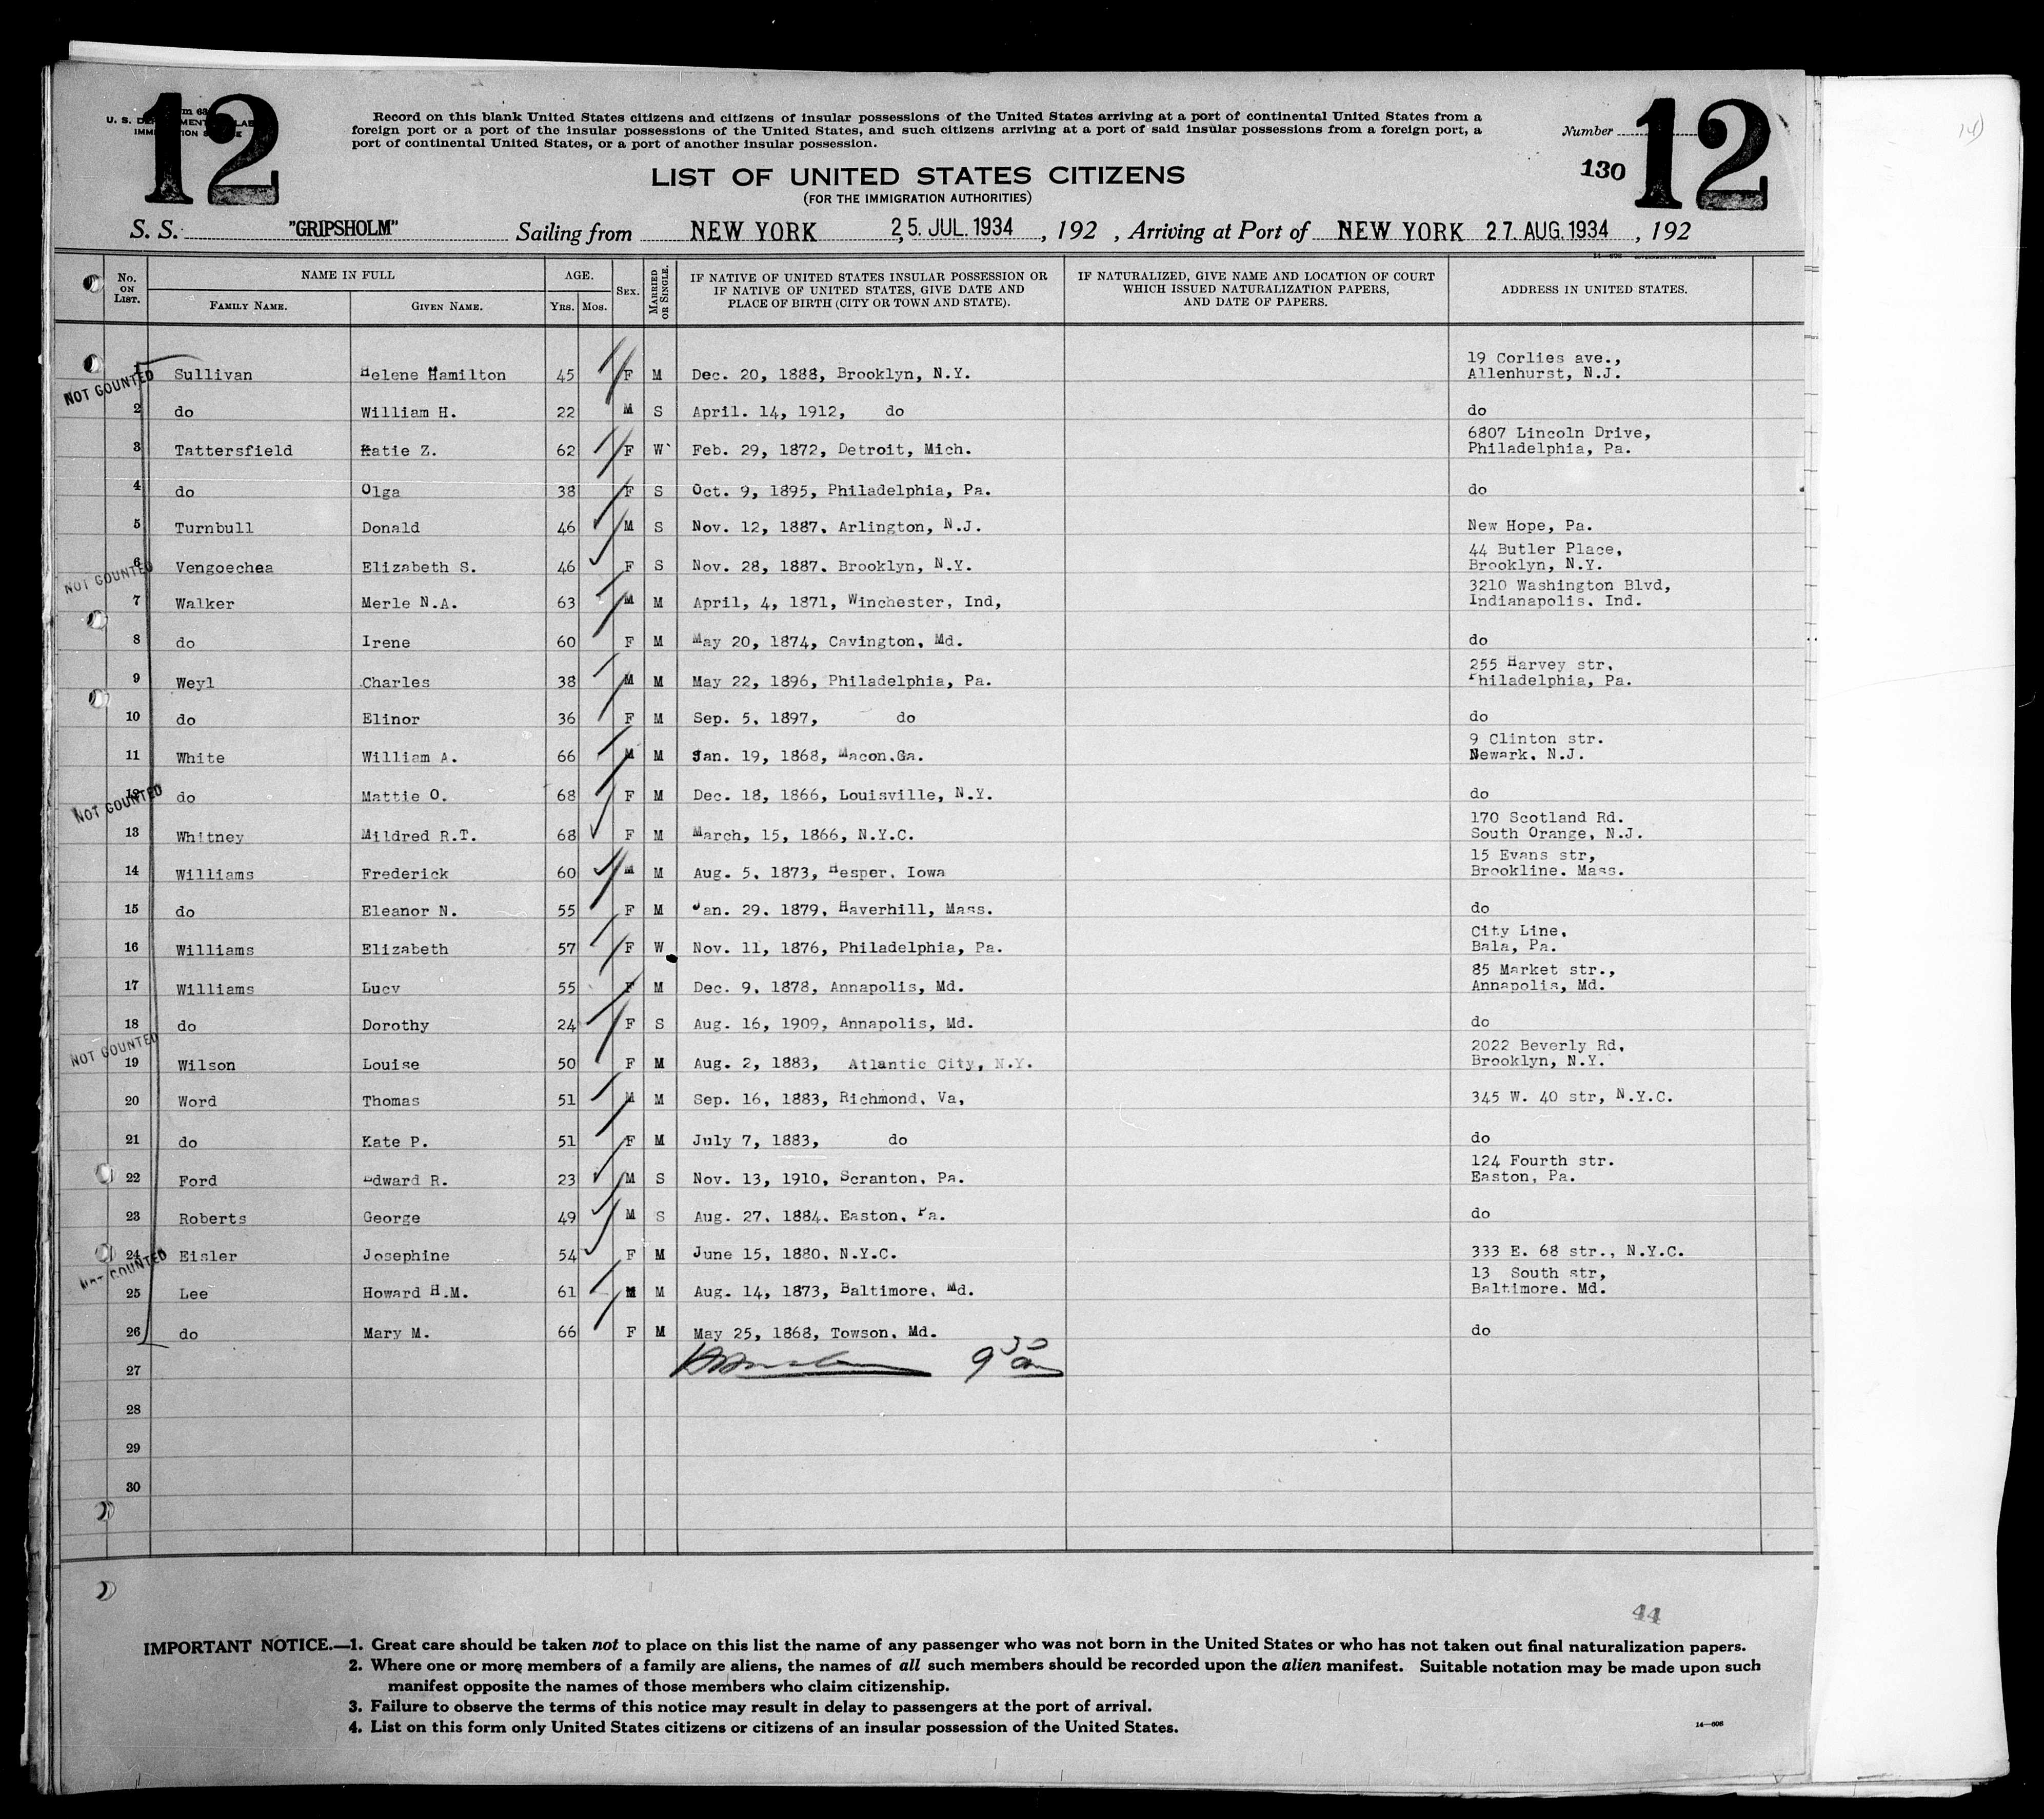 12
12
U. S. DEPARTMENT OF LABOR
IMMIGRATION SERVICE
Record on this blank United States citizens and citizens of insular possessions of the United States arriving at a port of continental United States from a
foreign port or a port of the insular possessions of the United States, and such citizens arriving at a port of said insular possessions from a foreign port, a
port of continental United States, or a port of another insular possession.
Number
130
LIST OF UNITED STATES CITIZENS
(FOR THE IMMIGRATION AUTHORITIES)
S. S. "GRIPSHOLM" Sailing from NEW YORK 25. JUL. 1934, 192 , Arriving at Port of NEW YORK 27. AUG. 1934, 192
No. ON LIST. NAME IN FULL FAMILY NAME. GIVEN NAME. AGE. YRS. MOS. SEX. MARRIED OR SINGLE. IF NATIVE OF UNITED STATES INSULAR POSSESSION OR IF NATIVE OF UNITED STATES, GIVE DATE AND PLACE OF BIRTH (CITY OR TOWN AND STATE). IF NATURALIZED, GIVE NAME AND LOCATION OF COURT WHICH ISSUED NATURALIZATION PAPERS, AND DATE OF PAPERS. ADDRESS IN UNITED STATES.
19 Corlies ave.,
NOT COUNTED 1 Sullivan Helene Hamilton 45 F M Dec. 20, 1888, Brooklyn, N.Y. Allenhurst, N.J.
2 do William H. 22 M S April. 14, 1912, do do
6807 Lincoln Drive,
3 Tattersfield Katie Z. 62 F W Feb. 29, 1872, Detroit, Mich. Philadelphia, Pa.
4 do Olga 38 F S Oct. 9, 1895, Philadelphia, Pa. do
5 Turnbull Donald 46 M S Nov. 12, 1887, Arlington, N.J. New Hope, Pa.
44 Butler Place,
NOT COUNTED 6 Vengoechea Elizabeth S. 46 F S Nov. 28, 1887. Brooklyn, N.Y. Brooklyn, N.Y.
3210 Washington Blvd,
7 Walker Merle N.A. 63 M M April, 4, 1871, Winchester, Ind, Indianapolis. Ind.
8 do Irene 60 F M May 20, 1874, Cavington, Md. do
255 Harvey str,
9 Weyl Charles 38 M M May 22, 1896, Philadelphia, Pa. Philadelphia, Pa.
10 do Elinor 36 F M Sep. 5, 1897, do do
9 Clinton str.
11 White William A. 66 M M Jan. 19, 1868, Macon,Ga. Newark, N.J.
NOT COUNTED 12 do Mattie O. 68 F M Dec. 18, 1866, Louisville, N.Y. do
170 Scotland Rd.
13 Whitney Mildred R.T. 68 F M March, 15, 1866, N.Y.C. South Orange, N.J.
15 Evans str,
14 Williams Frederick 60 M M Aug. 5, 1873, Hesper, Iowa Brookline. Mass.
15 do Eleanor N. 55 F M Jan. 29, 1879, Haverhill, Mass. do
City Line,
16 Williams Elizabeth 57 F W Nov. 11, 1876, Philadelphia, Pa. Bala, Pa.
85 Market str.,
17 Williams Lucy 55 F M Dec. 9, 1878, Annapolis, Md. Annapolis, Md.
18 do Dorothy 24 F S Aug. 16, 1909, Annapolis, Md. do
2022 Beverly Rd,
NOT COUNTED 19 Wilson Louise 50 F M Aug. 2, 1883, Atlantic City, N.Y. Brooklyn, N.Y.
20 Word Thomas 51 M M Sep. 16, 1883, Richmond, Va, 345 W. 40 str, N.Y.C.
21 do Kate P. 51 F M July 7, 1883, do do
124 Fourth str.
22 Ford Edward R. 23 M S Nov. 13, 1910, Scranton, Pa. Easton, Pa.
23 Roberts George 49 M S Aug. 27, 1884. Easton, Pa. do
NOT COUNTED 24 Eisler Josephine 54 F M June 15, 1880, N.Y.C. 333 E. 68 str., N.Y.C.
13 South str,
25 Lee Howard H.M. 61 M M Aug. 14, 1873, Baltimore, Md. Baltimore. Md.
26 do Mary M. 66 F M May 25, 1868, Towson, Md. do
27 9 30 am
28
29
30
44
IMPORTANT NOTICE.—1. Great care should be taken not to place on this list the name of any passenger who was not born in the United States or who has not taken out final naturalization papers.
2. Where one or more members of a family are aliens, the names of all such members should be recorded upon the alien manifest. Suitable notation may be made upon such
manifest opposite the names of those members who claim citizenship.
3. Failure to observe the terms of this notice may result in delay to passengers at the port of arrival.
4. List on this form only United States citizens or citizens of an insular possession of the United States.
14—606